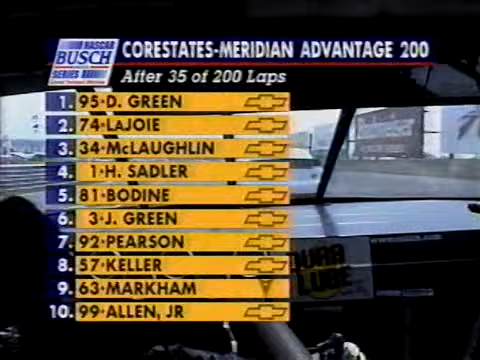 NASCAR
BUSCH
SERIES
CORESTATES-MERIDIAN ADVANTAGE 200
After 35 of 200 Laps
1. 95·D. GREEN
2. 74·LAJOIE
3. 34·McLAUGHLIN
4. 1·H. SADLER
5. 81·BODINE
6. 3·J. GREEN
7. 92·PEARSON
8. 57·KELLER
9. 63·MARKHAM
10. 99·ALLEN, JR
LUBE